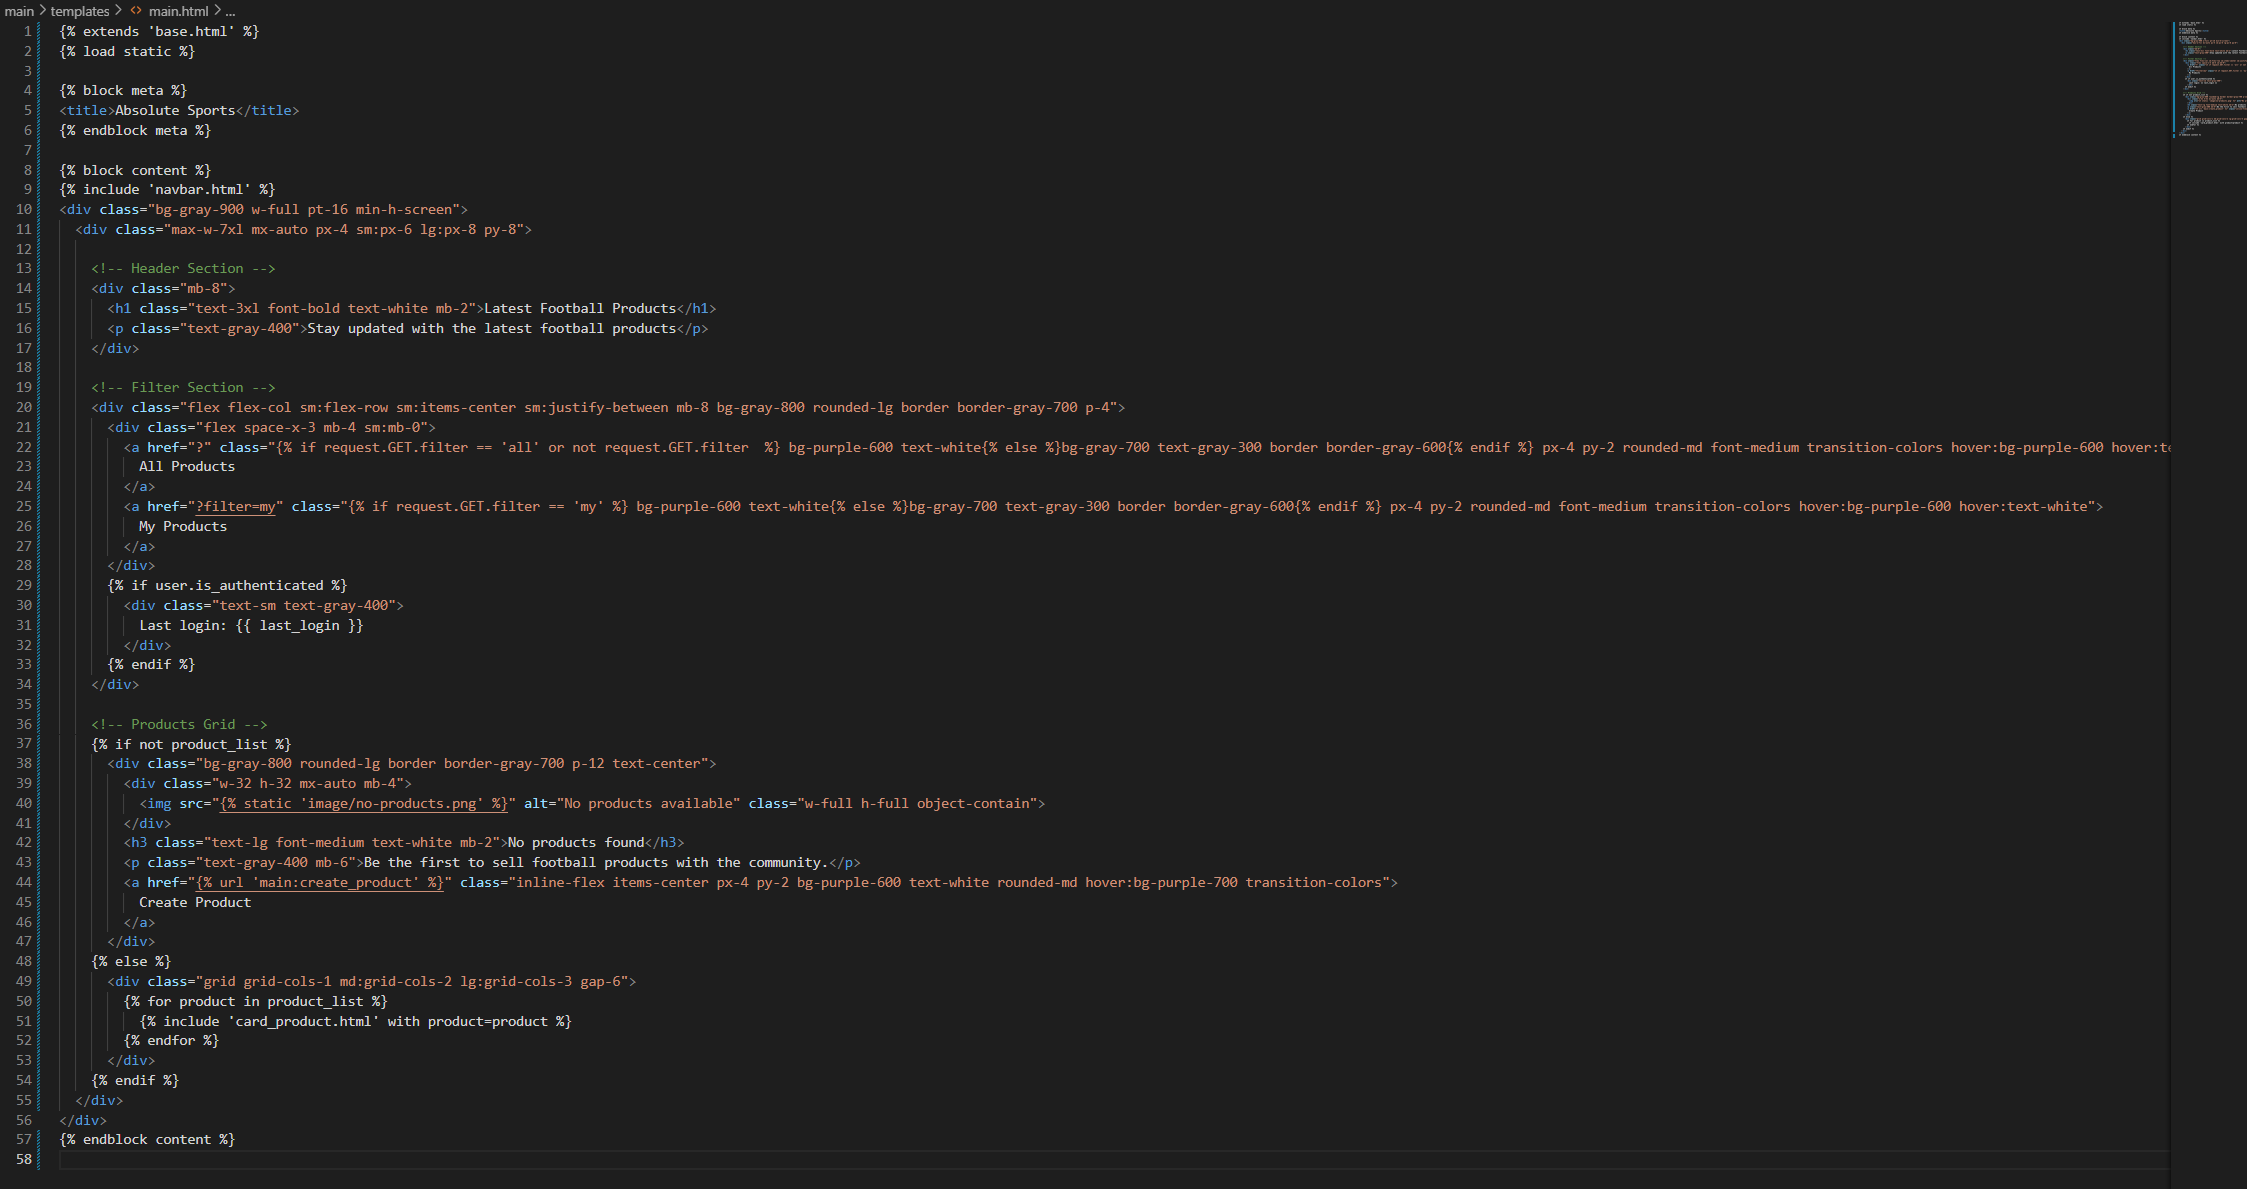 main > templates > <> main.html > ...
1 {% extends 'base.html' %}
2 {% load static %}
3
4 {% block meta %}
5 <title>Absolute Sports</title>
6 {% endblock meta %}
7
8 {% block content %}
9 {% include 'navbar.html' %}
10 <div class="bg-gray-900 w-full pt-16 min-h-screen">
11 <div class="max-w-7xl mx-auto px-4 sm:px-6 lg:px-8 py-8">
12
13 <!-- Header Section -->
14 <div class="mb-8">
15 <h1 class="text-3xl font-bold text-white mb-2">Latest Football Products</h1>
16 <p class="text-gray-400">Stay updated with the latest football products</p>
17 </div>
18
19 <!-- Filter Section -->
20 <div class="flex flex-col sm:flex-row sm:items-center sm:justify-between mb-8 bg-gray-800 rounded-lg border border-gray-700 p-4">
21 <div class="flex space-x-3 mb-4 sm:mb-0">
22 <a href="?" class="{% if request.GET.filter == 'all' or not request.GET.filter  %} bg-purple-600 text-white{% else %}bg-gray-700 text-gray-300 border border-gray-600{% endif %} px-4 py-2 rounded-md font-medium transition-colors hover:bg-purple-600 hover:te
23 All Products
24 </a>
25 <a href="?filter=my" class="{% if request.GET.filter == 'my' %} bg-purple-600 text-white{% else %}bg-gray-700 text-gray-300 border border-gray-600{% endif %} px-4 py-2 rounded-md font-medium transition-colors hover:bg-purple-600 hover:text-white">
26 My Products
27 </a>
28 </div>
29 {% if user.is_authenticated %}
30 <div class="text-sm text-gray-400">
31 Last login: {{ last_login }}
32 </div>
33 {% endif %}
34 </div>
35
36 <!-- Products Grid -->
37 {% if not product_list %}
38 <div class="bg-gray-800 rounded-lg border border-gray-700 p-12 text-center">
39 <div class="w-32 h-32 mx-auto mb-4">
40 <img src="{% static 'image/no-products.png' %}" alt="No products available" class="w-full h-full object-contain">
41 </div>
42 <h3 class="text-lg font-medium text-white mb-2">No products found</h3>
43 <p class="text-gray-400 mb-6">Be the first to sell football products with the community.</p>
44 <a href="{% url 'main:create_product' %}" class="inline-flex items-center px-4 py-2 bg-purple-600 text-white rounded-md hover:bg-purple-700 transition-colors">
45 Create Product
46 </a>
47 </div>
48 {% else %}
49 <div class="grid grid-cols-1 md:grid-cols-2 lg:grid-cols-3 gap-6">
50 {% for product in product_list %}
51 {% include 'card_product.html' with product=product %}
52 {% endfor %}
53 </div>
54 {% endif %}
55 </div>
56 </div>
57 {% endblock content %}
58